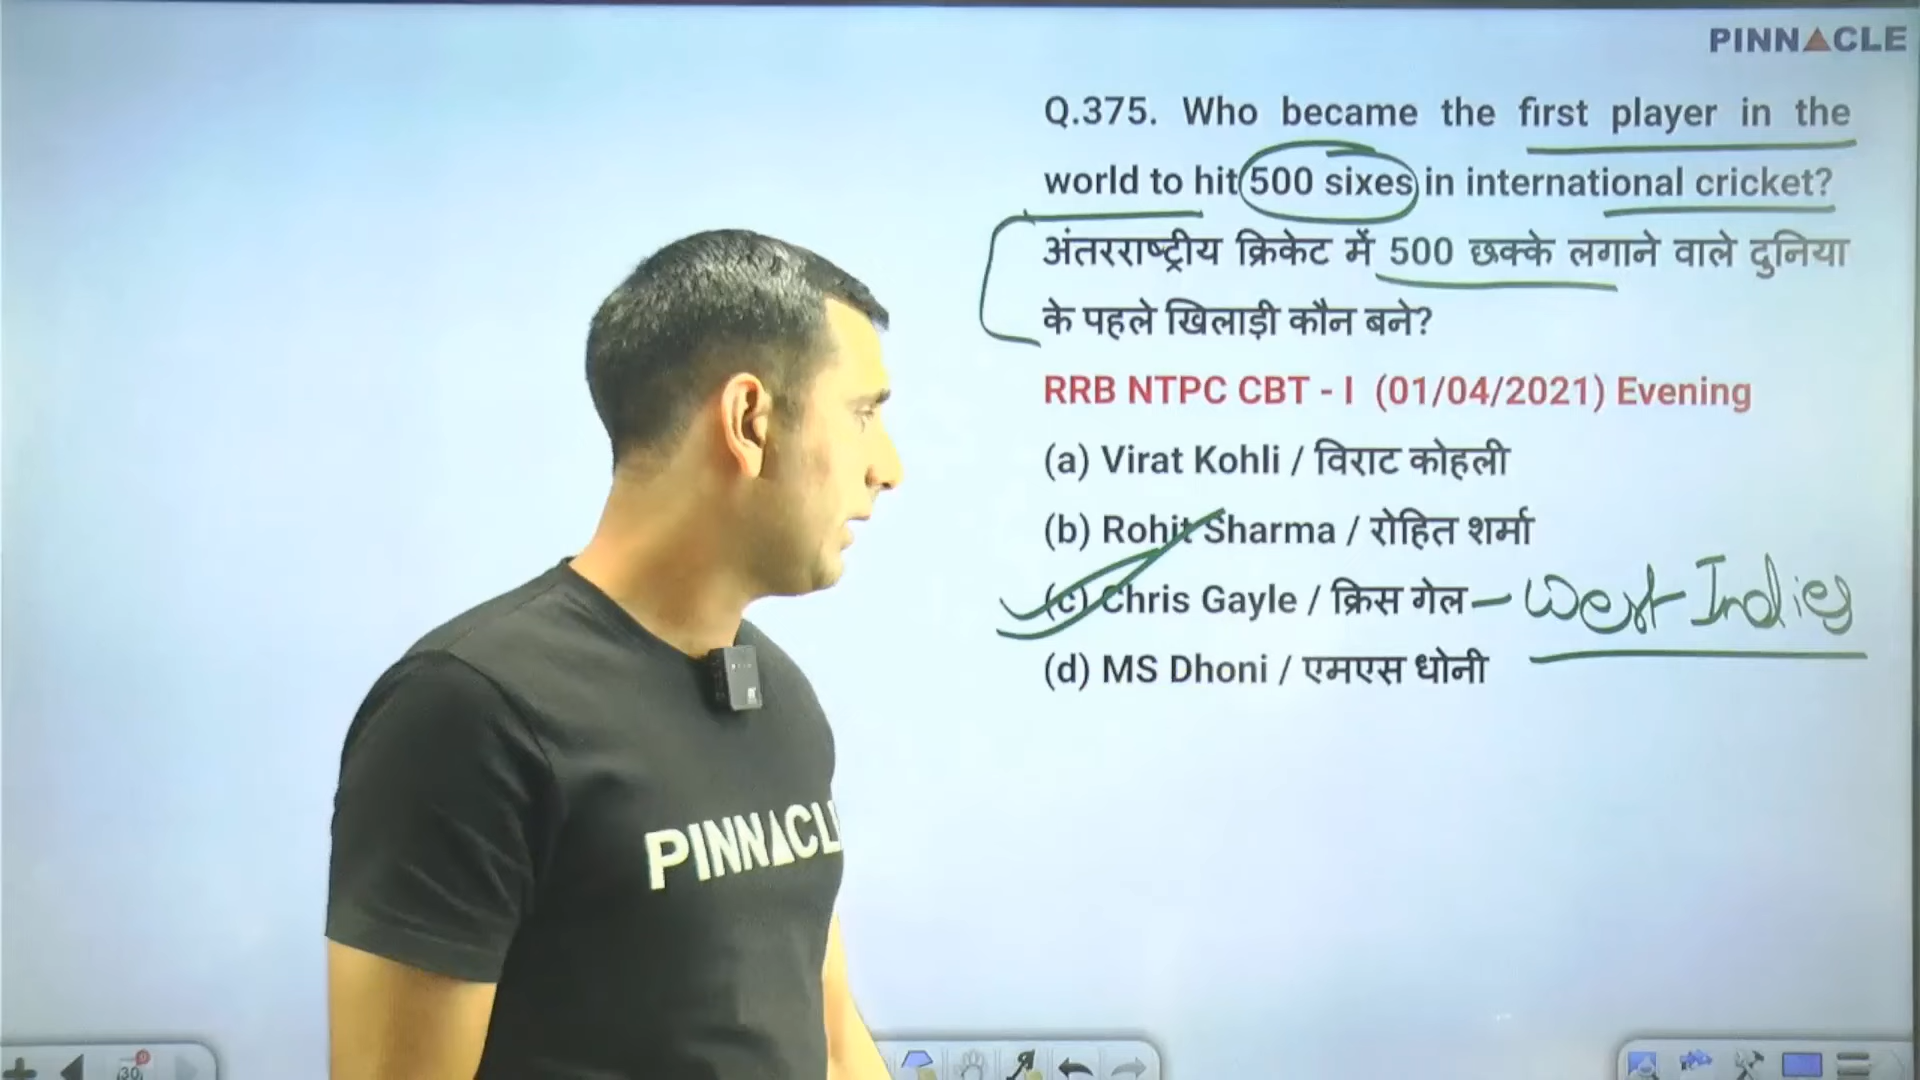 PINNACLE
Q.375. Who became the first player in the
world to hit 500 sixes in international cricket?
अंतरराष्ट्रीय क्रिकेट में 500 छक्के लगाने वाले दुनिया
के पहले खिलाड़ी कौन बने?
RRB NTPC CBT - I (01/04/2021) Evening
(a) Virat Kohli / विराट कोहली
(b) Rohit Sharma / रोहित शर्मा
(c) Chris Gayle / क्रिस गेल - West Indies
(d) MS Dhoni / एमएस धोनी
PINNACL
30